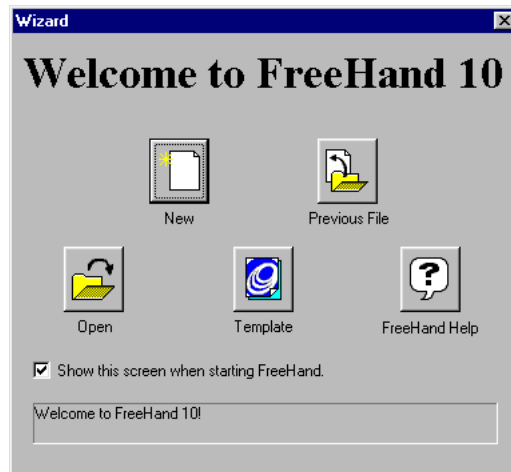 Wizard
Welcome to FreeHand 10
New
Previous File
Open
Template
FreeHand Help
Show this screen when starting FreeHand.
Welcome to FreeHand 10!